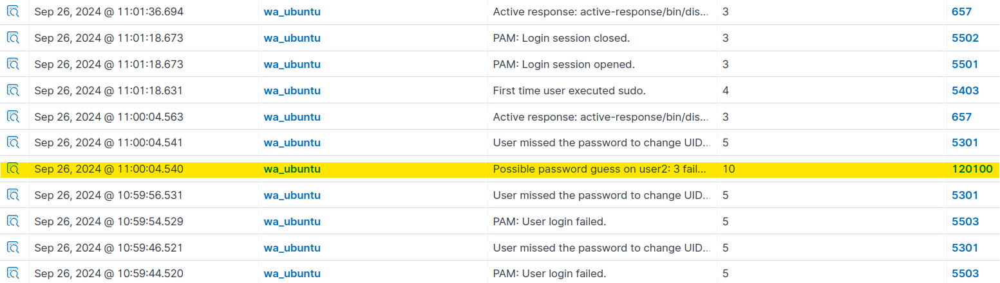 Sep 26, 2024 @ 11:01:36.694 wa_ubuntu Active response: active-response/bin/dis... 3 657
Sep 26, 2024 @ 11:01:18.673 wa_ubuntu PAM: Login session closed. 3 5502
Sep 26, 2024 @ 11:01:18.673 wa_ubuntu PAM: Login session opened. 3 5501
Sep 26, 2024 @ 11:01:18.631 wa_ubuntu First time user executed sudo. 4 5403
Sep 26, 2024 @ 11:00:04.563 wa_ubuntu Active response: active-response/bin/dis... 3 657
Sep 26, 2024 @ 11:00:04.541 wa_ubuntu User missed the password to change UID... 5 5301
Sep 26, 2024 @ 11:00:04.540 wa_ubuntu Possible password guess on user2: 3 fail... 10 120100
Sep 26, 2024 @ 10:59:56.531 wa_ubuntu User missed the password to change UID... 5 5301
Sep 26, 2024 @ 10:59:54.529 wa_ubuntu PAM: User login failed. 5 5503
Sep 26, 2024 @ 10:59:46.521 wa_ubuntu User missed the password to change UID... 5 5301
Sep 26, 2024 @ 10:59:44.520 wa_ubuntu PAM: User login failed. 5 5503